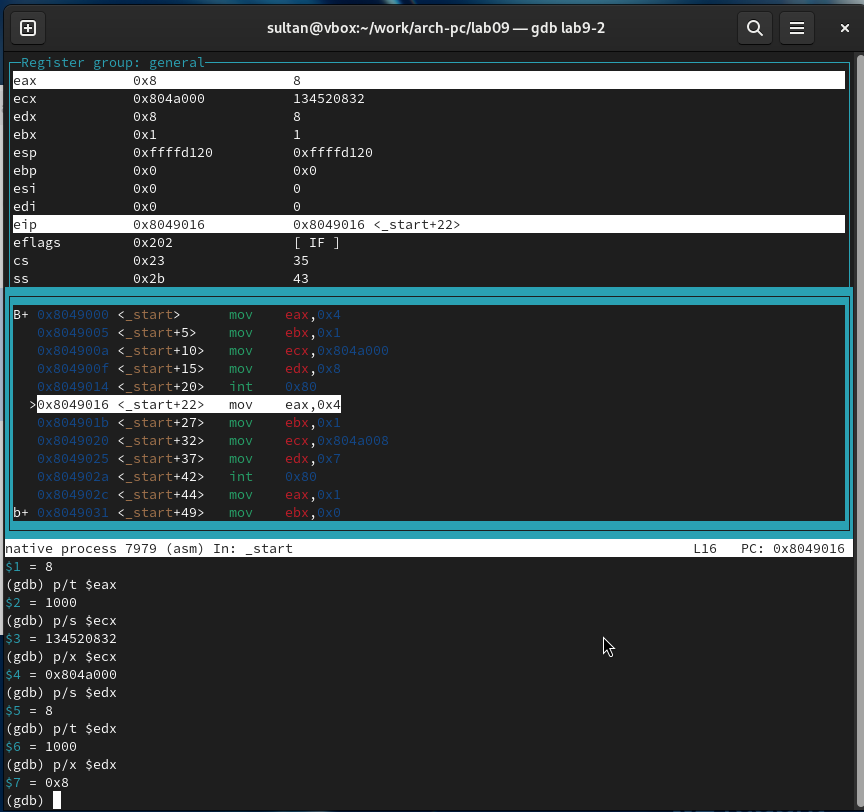 sultan@vbox:~/work/arch-pc/lab09 — gdb lab9-2
Register group: general
eax 0x8 8
ecx 0x804a000 134520832
edx 0x8 8
ebx 0x1 1
esp 0xffffd120 0xffffd120
ebp 0x0 0x0
esi 0x0 0
edi 0x0 0
eip 0x8049016 0x8049016 <_start+22>
eflags 0x202 [ IF ]
cs 0x23 35
ss 0x2b 43
B+ 0x8049000 <_start> mov eax,0x4
0x8049005 <_start+5> mov ebx,0x1
0x804900a <_start+10> mov ecx,0x804a000
0x804900f <_start+15> mov edx,0x8
0x8049014 <_start+20> int 0x80
>0x8049016 <_start+22> mov eax,0x4
0x804901b <_start+27> mov ebx,0x1
0x8049020 <_start+32> mov ecx,0x804a008
0x8049025 <_start+37> mov edx,0x7
0x804902a <_start+42> int 0x80
0x804902c <_start+44> mov eax,0x1
b+ 0x8049031 <_start+49> mov ebx,0x0
native process 7979 (asm) In: _start L16 PC: 0x8049016
$1 = 8
(gdb) p/t $eax
$2 = 1000
(gdb) p/s $ecx
$3 = 134520832
(gdb) p/x $ecx
$4 = 0x804a000
(gdb) p/s $edx
$5 = 8
(gdb) p/t $edx
$6 = 1000
(gdb) p/x $edx
$7 = 0x8
(gdb)